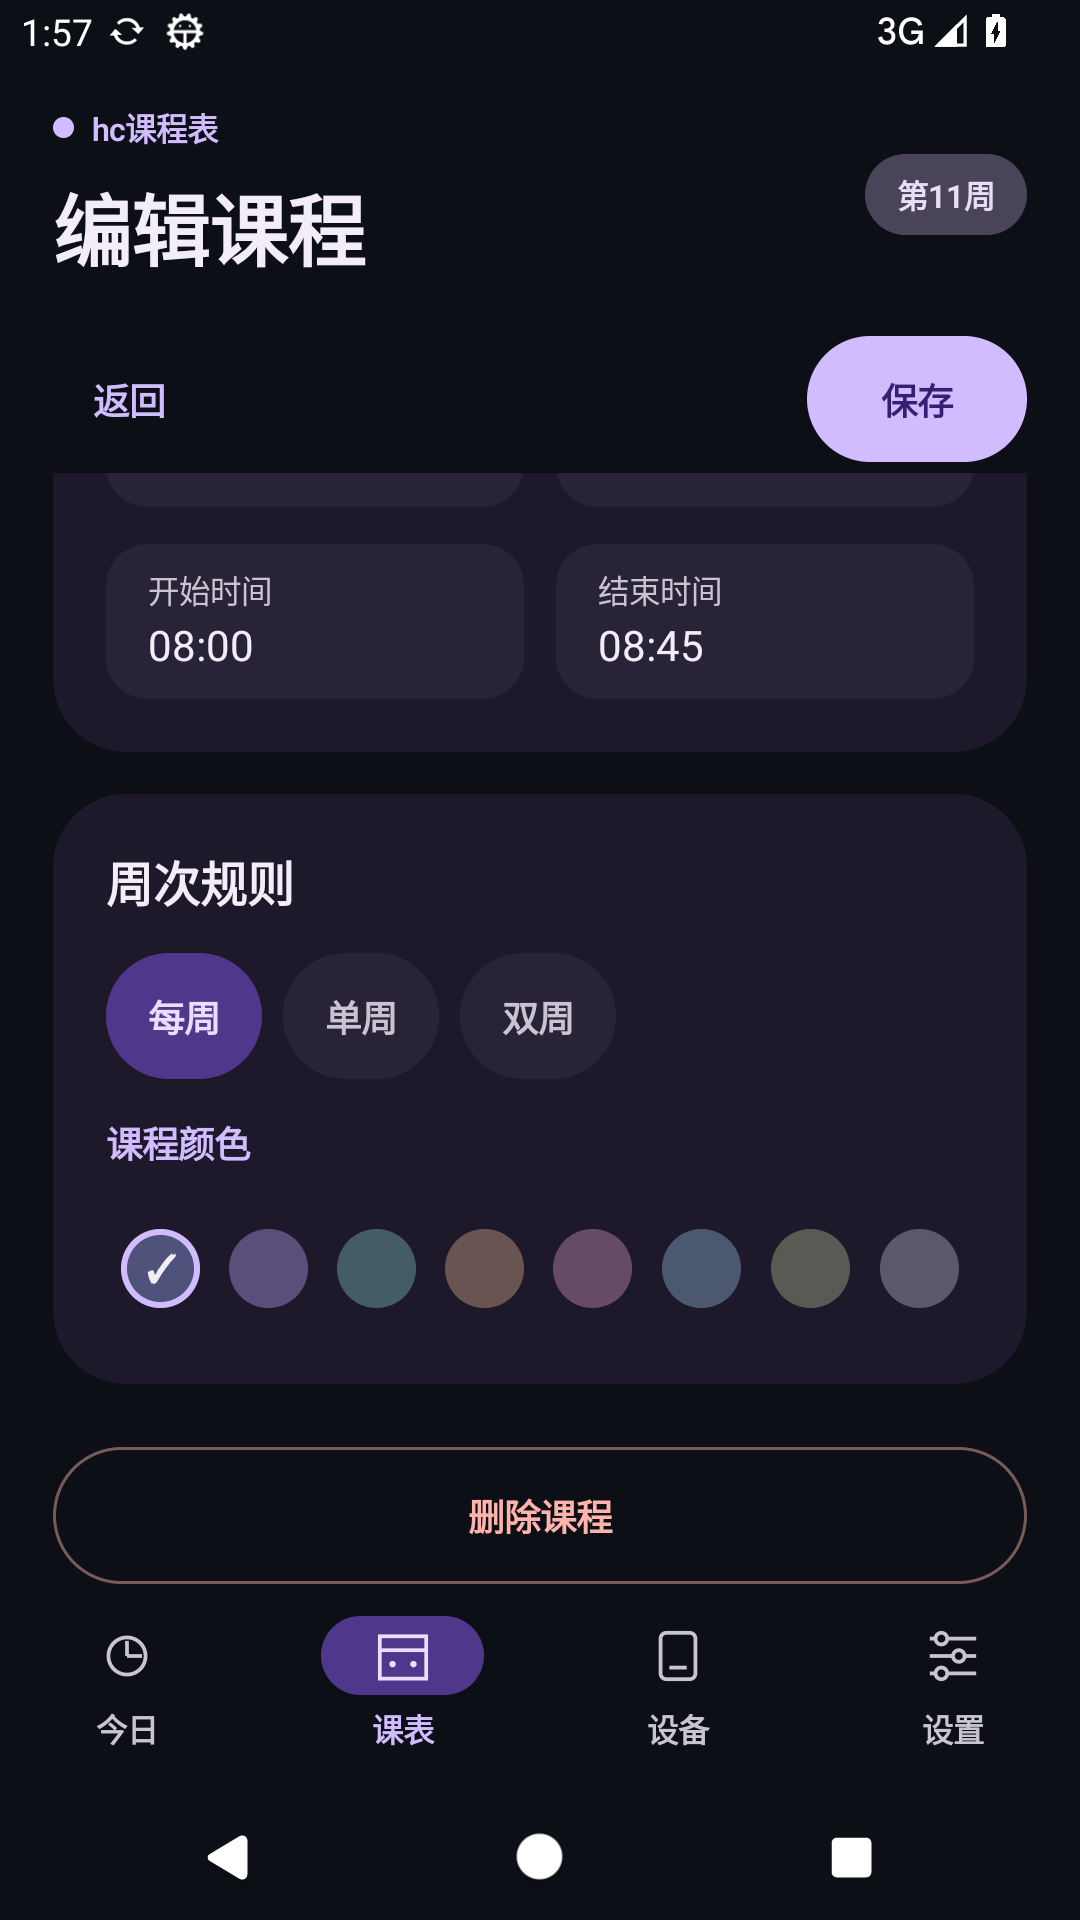 1:57
3G
hc课程表
编辑课程
第11周
返回
保存
开始时间
08:00
结束时间
08:45
周次规则
每周
单周
双周
课程颜色
删除课程
今日
课表
设备
设置